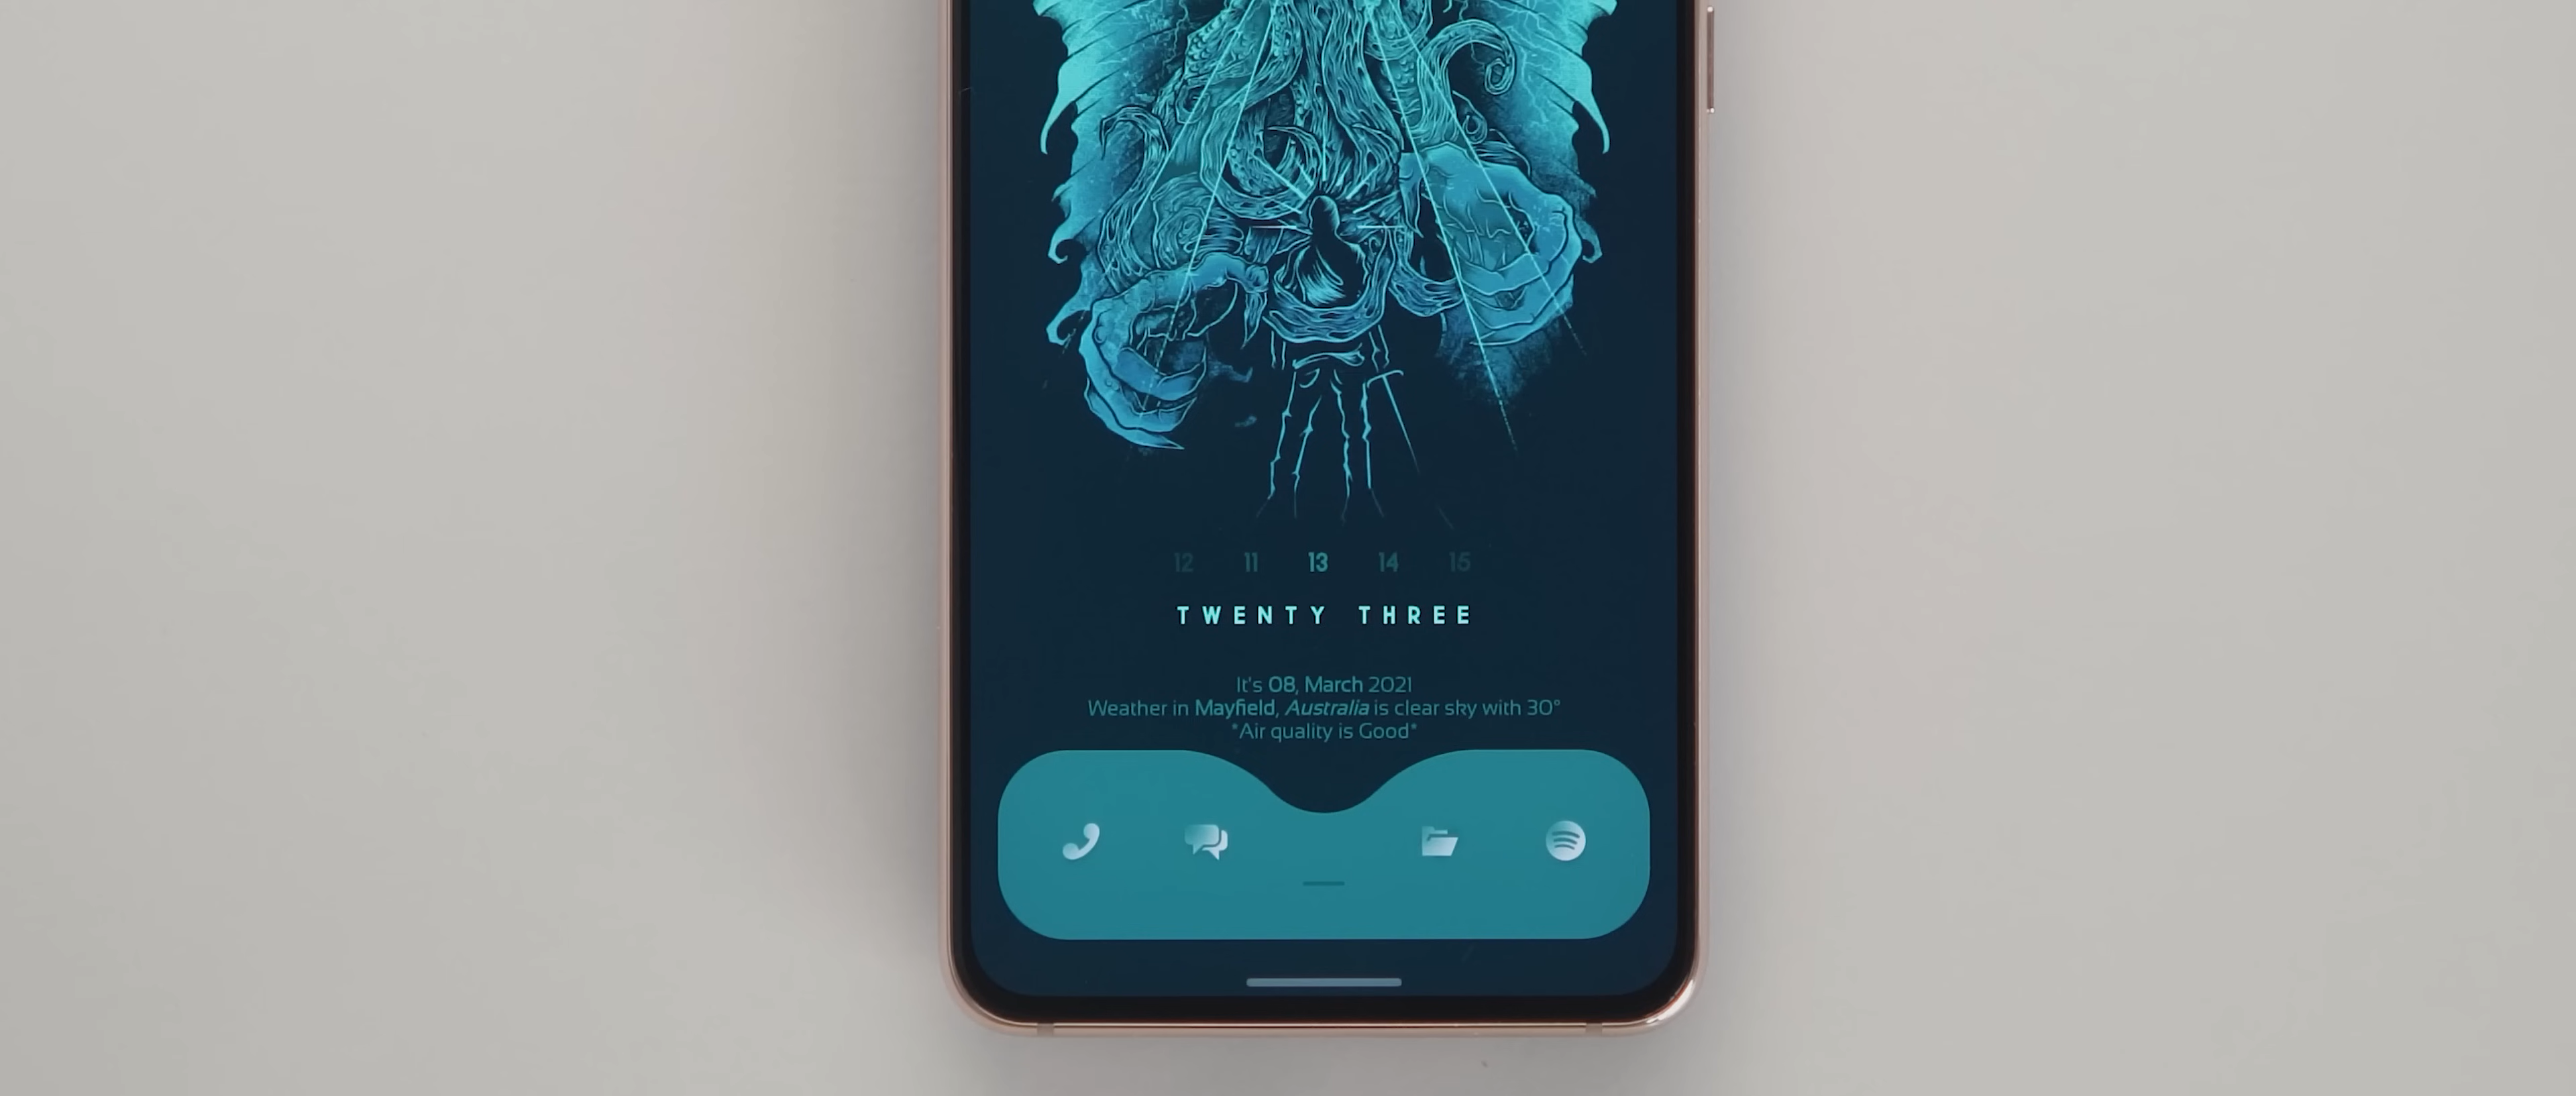 12 11 13 14 15
TWENTY THREE
It's 08, March 2021
Weather in Mayfield, Australia is clear sky with 30°
*Air quality is Good*